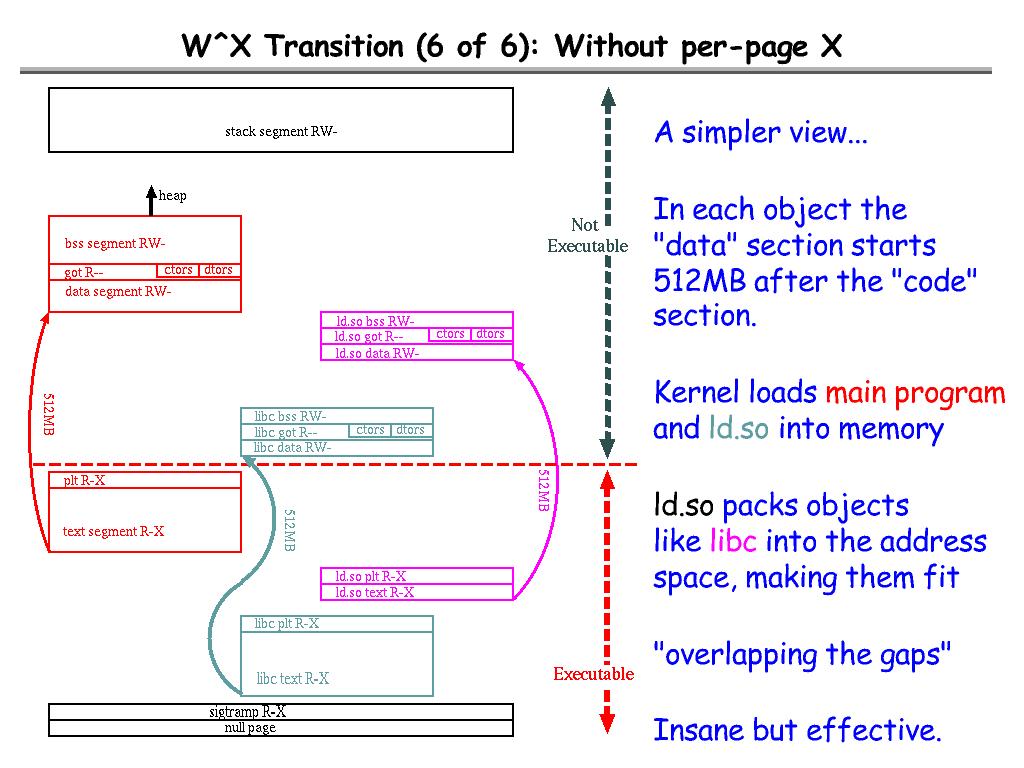 W^X Transition (6 of 6): Without per-page X
stack segment RW-
heap
bss segment RW-
got R--
ctors
dtors
data segment RW-
512MB
ld.so bss RW-
ld.so got R--
ctors
dtors
ld.so data RW-
libc bss RW-
libc got R--
ctors
dtors
libc data RW-
plt R-X
text segment R-X
512MB
512MB
ld.so plt R-X
ld.so text R-X
libc plt R-X
libc text R-X
sigtramp R-X
null page
Not
Executable
Executable
A simpler view...
In each object the
"data" section starts
512MB after the "code"
section.
Kernel loads main program
and ld.so into memory
ld.so packs objects
like libc into the address
space, making them fit
"overlapping the gaps"
Insane but effective.